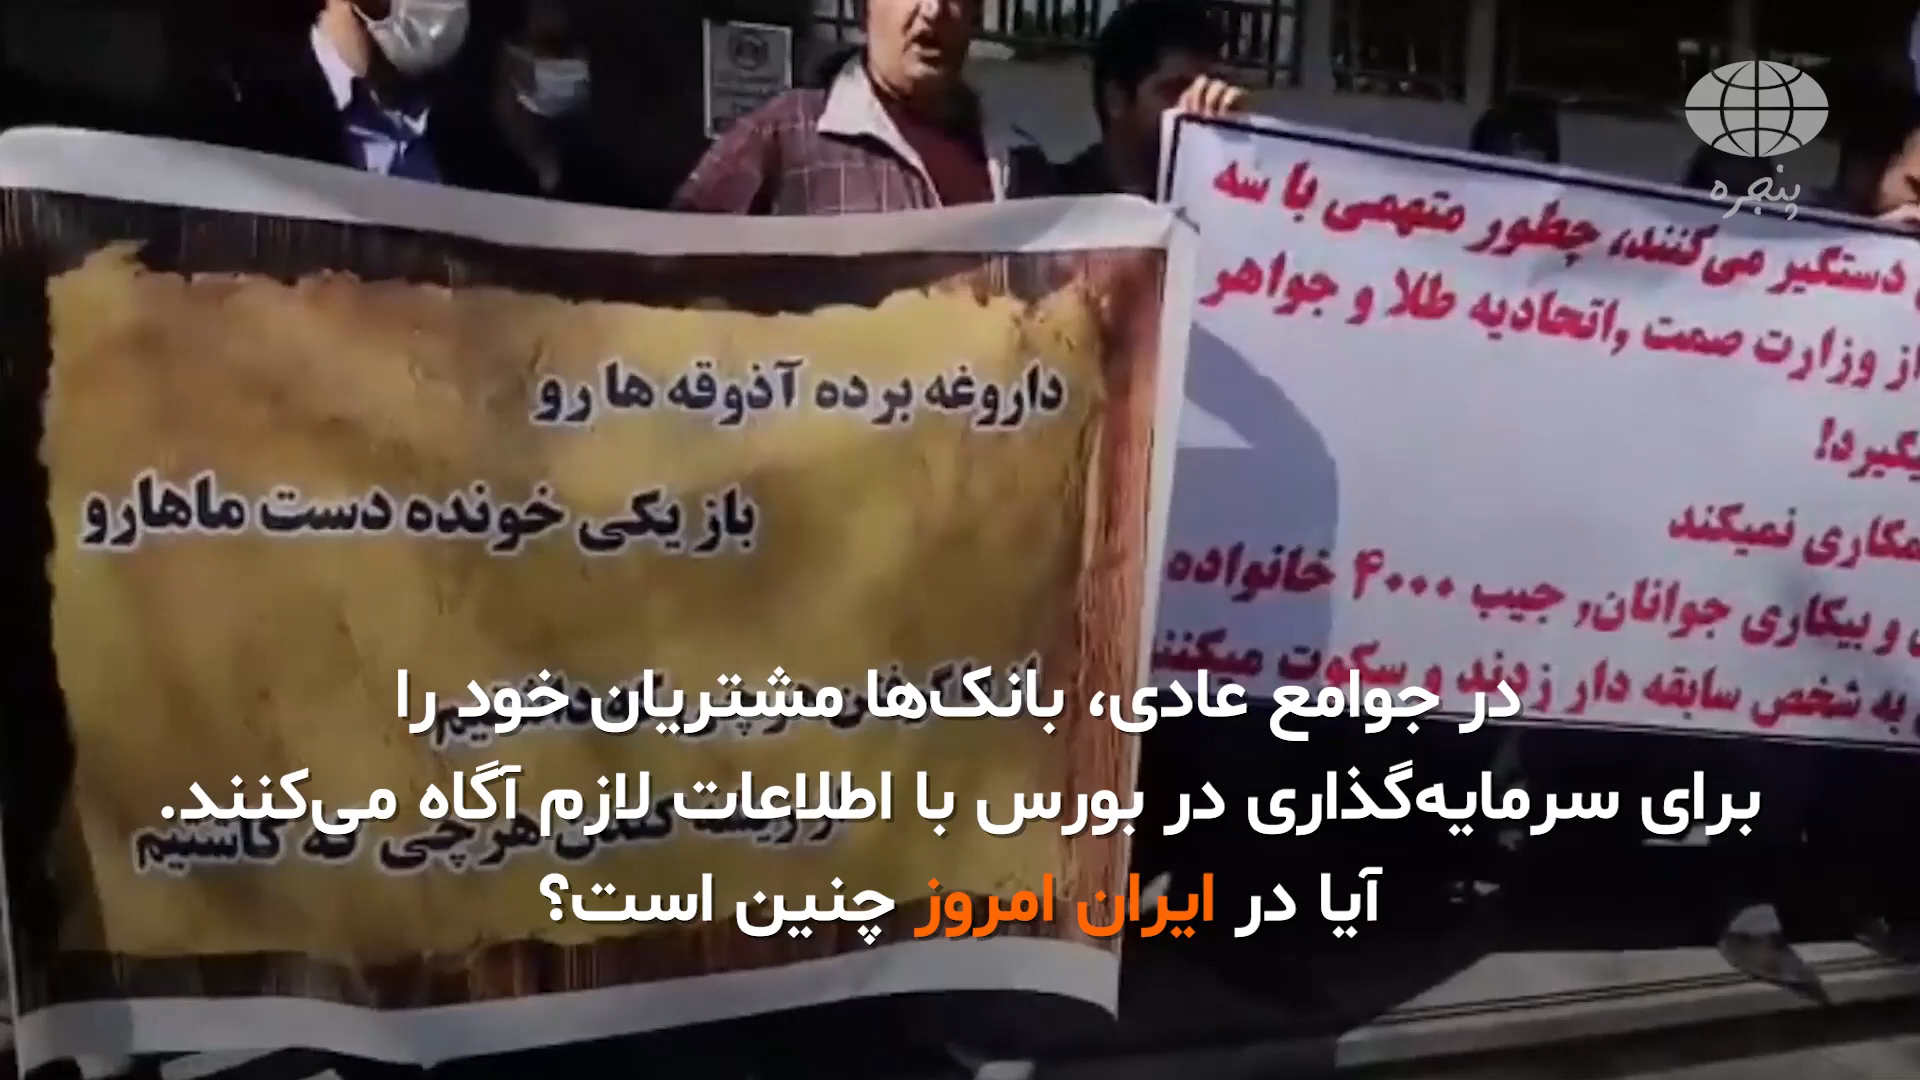 پنجره
داروغه برده آذوقه ها رو
باز یکی خونده دست ماهارو
هرچی که کاشتیم
دستگیر می‌کنند، چطور متهمی با سه
از وزارت صمت ,اتحادیه طلا و جواهر
نمیکند
و بیکاری جوانان, جیب ۴۰۰۰ خانواده
به شخص سابقه دار زدند و سکوت میکنند
در جوامع عادی، بانک‌ها مشتریان خود را
برای سرمایه‌گذاری در بورس با اطلاعات لازم آگاه می‌کنند.
آیا در ایران امروز چنین است؟